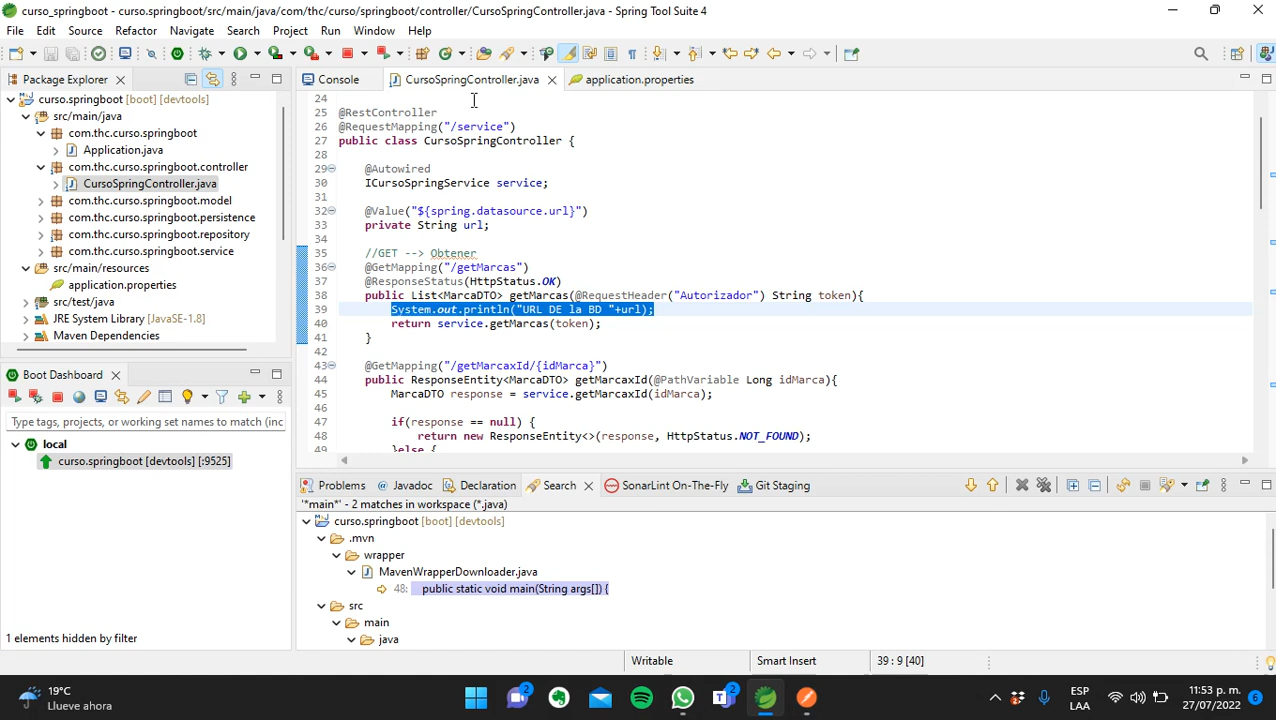 curso_springboot - curso.springboot/src/main/java/com/thc/curso/springboot/controller/CursoSpringController.java - Spring Tool Suite 4
File Edit Source Refactor Navigate Search Project Run Window Help
Package Explorer
Console CursoSpringController.java application.properties
curso.springboot [boot] [devtools]
src/main/java
com.thc.curso.springboot
Application.java
com.thc.curso.springboot.controller
CursoSpringController.java
com.thc.curso.springboot.model
com.thc.curso.springboot.persistence
com.thc.curso.springboot.repository
com.thc.curso.springboot.service
src/main/resources
application.properties
src/test/java
JRE System Library [JavaSE-1.8]
Maven Dependencies
24
25 @RestController
26 @RequestMapping("/service")
27 public class CursoSpringController {
28
29 @Autowired
30 ICursoSpringService service;
31
32 @Value("${spring.datasource.url}")
33 private String url;
34
35 //GET --> Obtener
36 @GetMapping("/getMarcas")
37 @ResponseStatus(HttpStatus.OK)
38 public List<MarcaDTO> getMarcas(@RequestHeader("Autorizador") String token){
39 System.out.println("URL DE la BD "+url);
40 return service.getMarcas(token);
41 }
42
43 @GetMapping("/getMarcaxId/{idMarca}")
44 public ResponseEntity<MarcaDTO> getMarcaxId(@PathVariable Long idMarca){
45 MarcaDTO response = service.getMarcaxId(idMarca);
46
47 if(response == null) {
48 return new ResponseEntity<>(response, HttpStatus.NOT_FOUND);
49 }else {
Boot Dashboard
Type tags, projects, or working set names to match (inc
local
curso.springboot [devtools] [:9525]
1 elements hidden by filter
Problems Javadoc Declaration Search SonarLint On-The-Fly Git Staging
'*main*' - 2 matches in workspace (*.java)
curso.springboot [boot] [devtools]
.mvn
wrapper
MavenWrapperDownloader.java
48: public static void main(String args[]) {
src
main
java
Writable Smart Insert 39 : 9 [40]
19°C
Llueve ahora
2
2
ESP
LAA
11:53 p. m.
27/07/2022
6